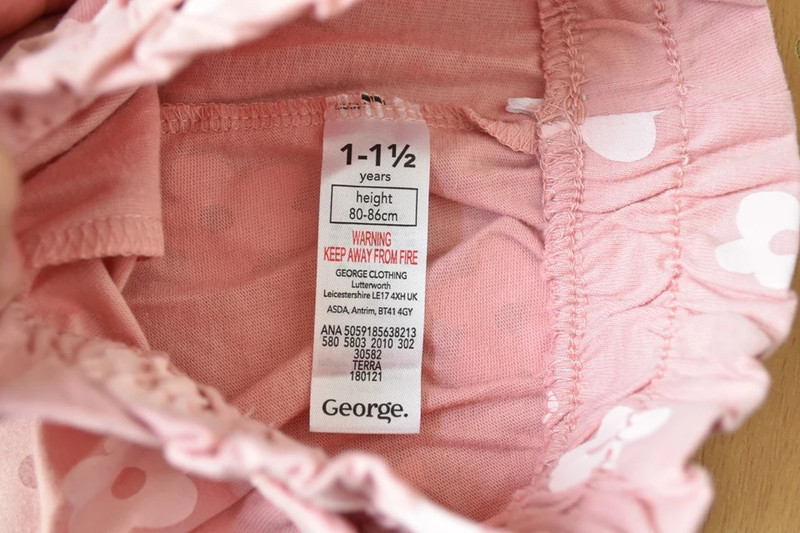 1-1½
years
height
80-86cm
WARNING
KEEP AWAY FROM FIRE
GEORGE CLOTHING
Lutterworth
Leicestershire LE17 4XH UK
ASDA, Antrim, BT41 4GY
ANA 5059185638213
580 5803 2010 302
30582
TERRA
180121
George.